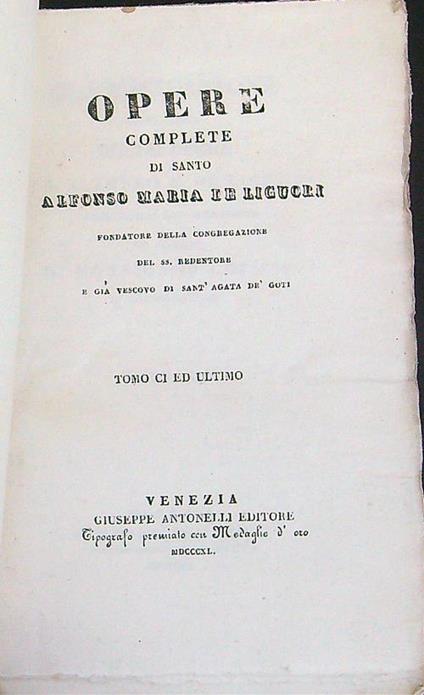 OPERE
COMPLETE
DI SANTO
ALFONSO MARIA DE LIGUORI
FONDATORE DELLA CONGREGAZIONE
DEL SS. REDENTORE
E GIÀ VESCOVO DI SANT' AGATA DE' GOTI
TOMO CI ED ULTIMO
VENEZIA
GIUSEPPE ANTONELLI EDITORE
Tipografo premiato con Medaglie d' oro
MDCCCXL.